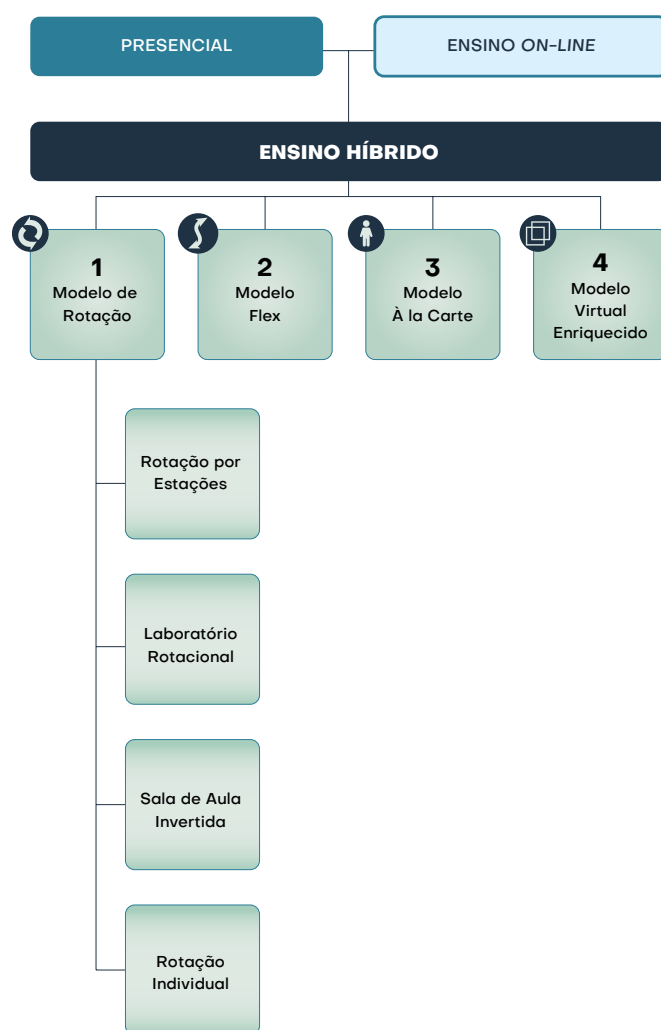 PRESENCIAL
ENSINO ON-LINE
ENSINO HÍBRIDO
1
Modelo de
Rotação
2
Modelo
Flex
3
Modelo
À la Carte
4
Modelo
Virtual
Enriquecido
Rotação por
Estações
Laboratório
Rotacional
Sala de Aula
Invertida
Rotação
Individual